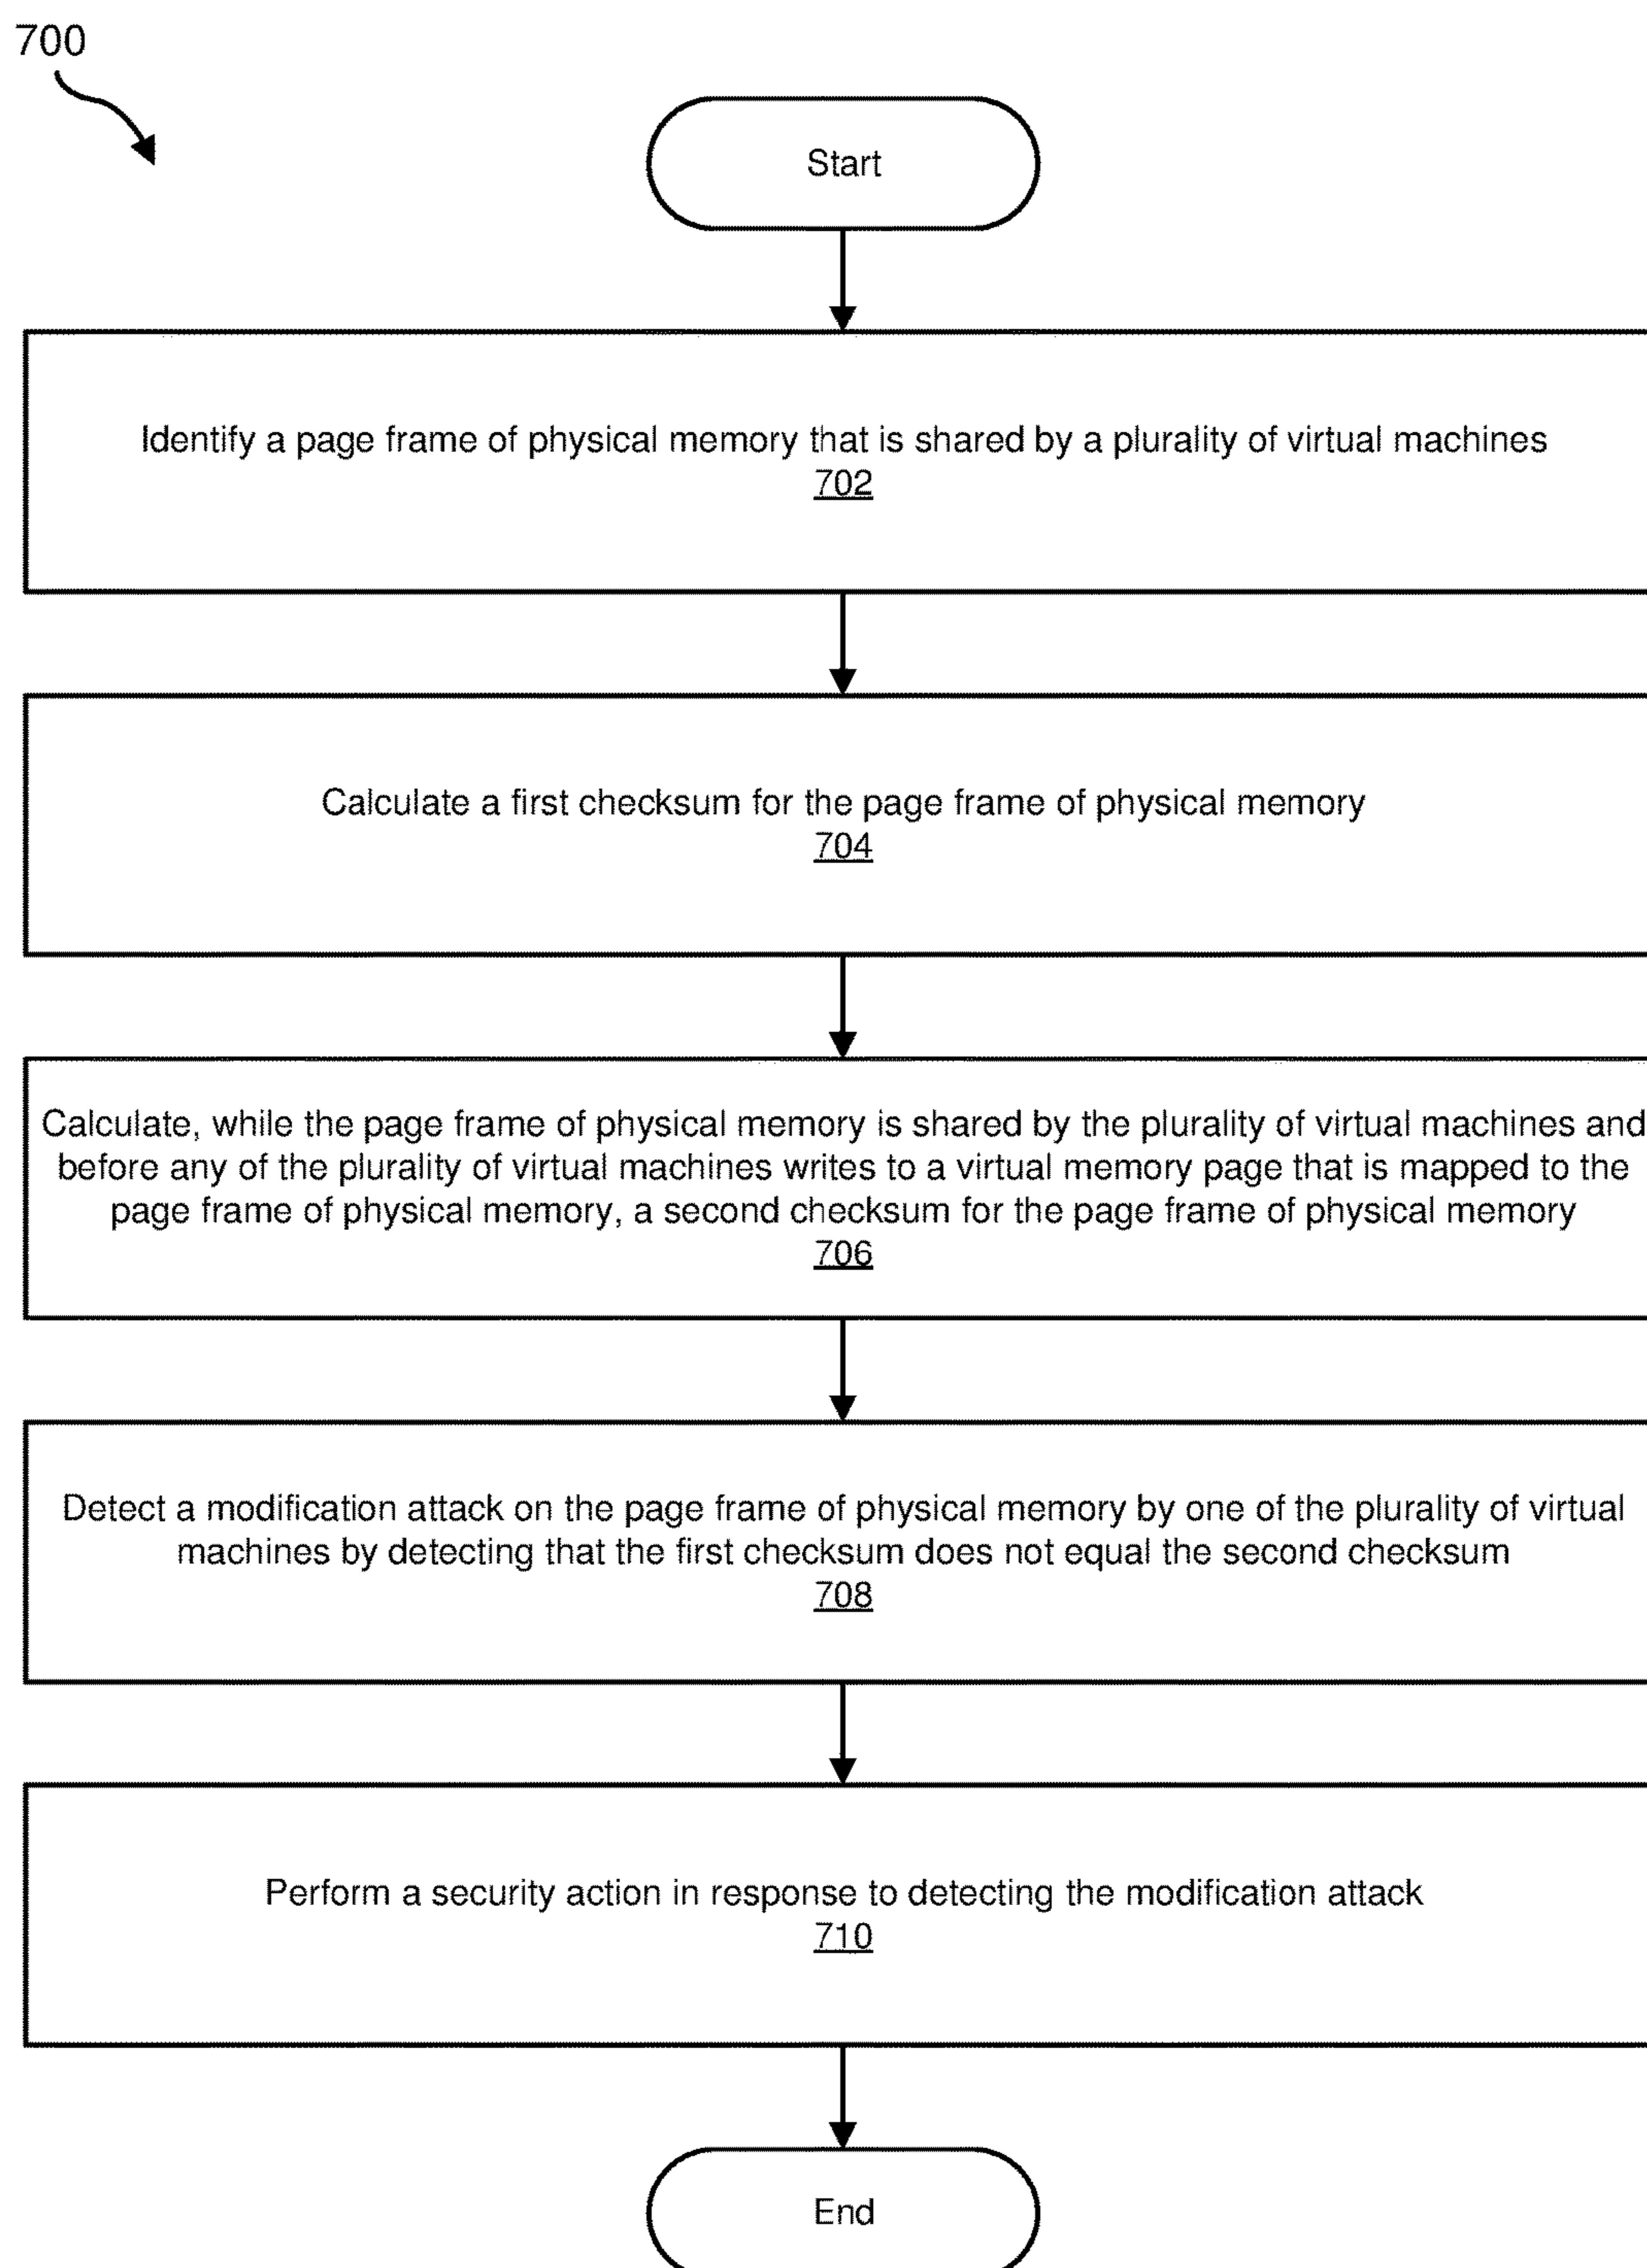 700
Start
Identify a page frame of physical memory that is shared by a plurality of virtual machines
702
Calculate a first checksum for the page frame of physical memory
704
Calculate, while the page frame of physical memory is shared by the plurality of virtual machines and
before any of the plurality of virtual machines writes to a virtual memory page that is mapped to the
page frame of physical memory, a second checksum for the page frame of physical memory
706
Detect a modification attack on the page frame of physical memory by one of the plurality of virtual
machines by detecting that the first checksum does not equal the second checksum
708
Perform a security action in response to detecting the modification attack
710
End